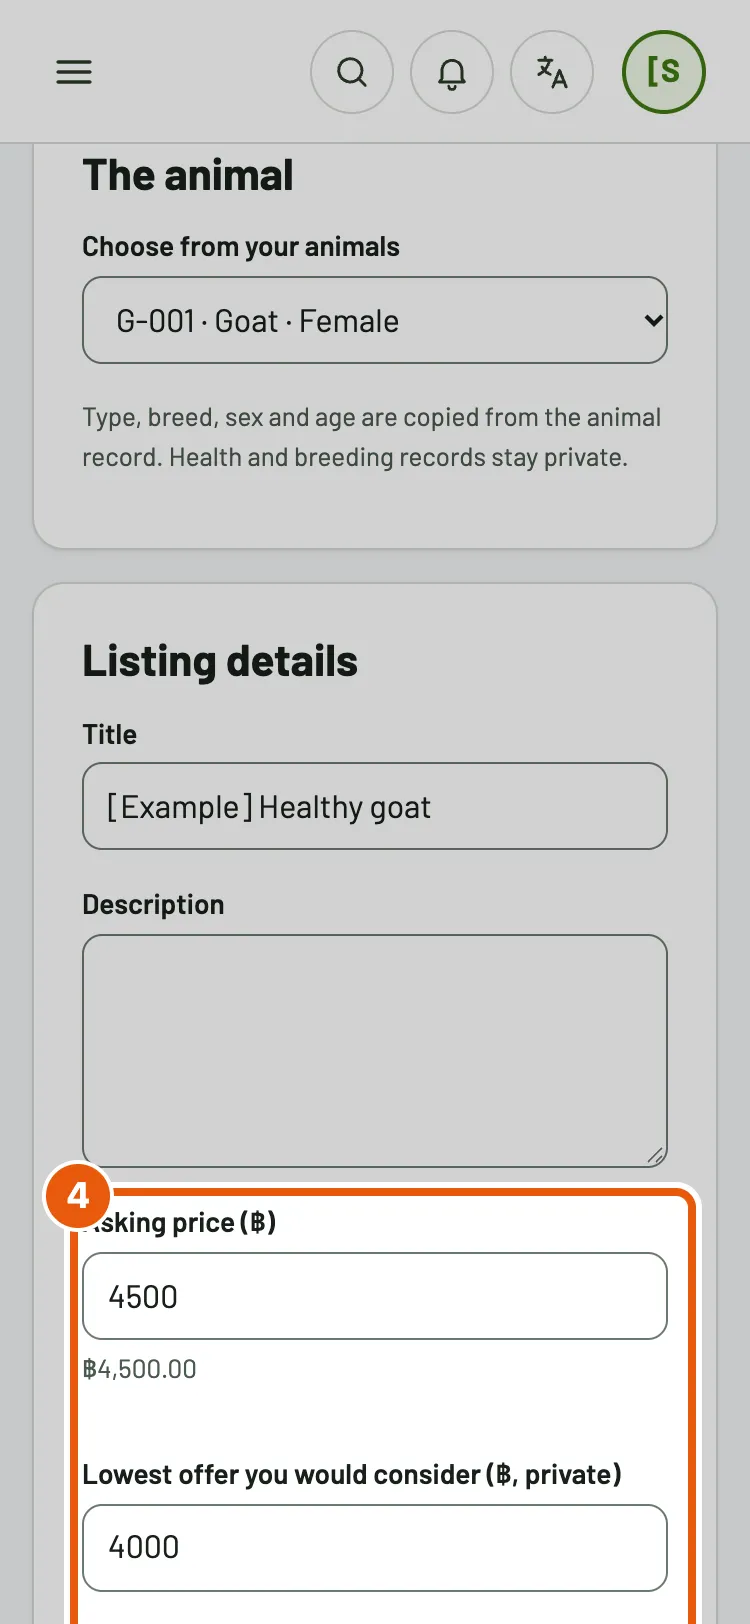 [S
The animal
Choose from your animals
G-001 · Goat · Female
Type, breed, sex and age are copied from the animal
record. Health and breeding records stay private.
Listing details
Title
[Example] Healthy goat
Description
4
Asking price (฿)
4500
฿4,500.00
Lowest offer you would consider (฿, private)
4000